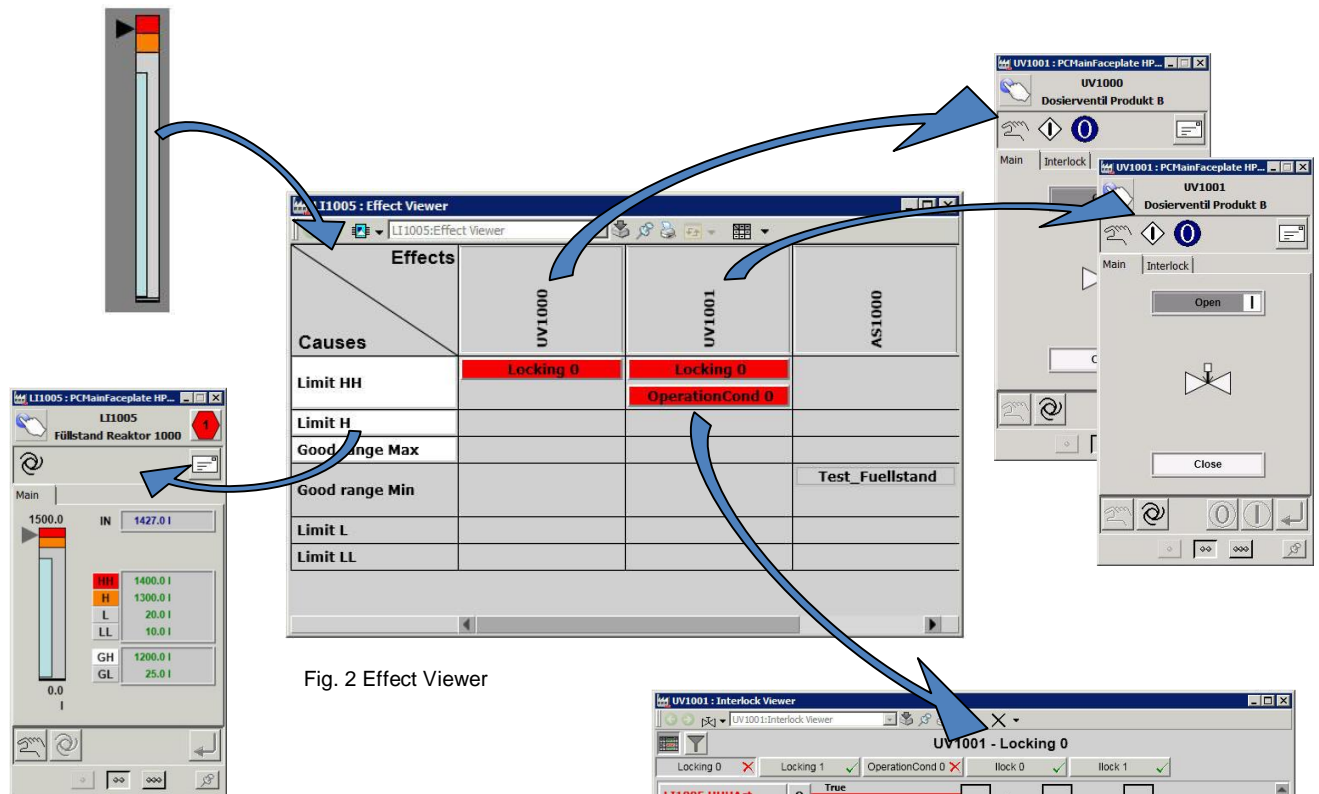 UV1001 : PCMainFaceplate HP...
UV1000
Dosierventil Produkt B
Main
Interlock
UV1001 : PCMainFaceplate HP...
UV1001
Dosierventil Produkt B
Main
Interlock
Open
Close
LI1005 : Effect Viewer
LI1005:Effect Viewer
Effects
Causes
UV1000
UV1001
AS1000
Limit HH
Locking 0
Locking 0
OperationCond 0
Limit H
Good range Max
Good range Min
Test_Fuellstand
Limit L
Limit LL
LI1005 : PCMainFaceplate HP...
LI1005
Füllstand Reaktor 1000
1
Main
1500.0
IN
1427.0 l
HH 1400.0 l
H 1300.0 l
L 20.0 l
LL 10.0 l
GH 1200.0 l
GL 25.0 l
0.0
l
Fig. 2 Effect Viewer
UV1001 : Interlock Viewer
UV1001:Interlock Viewer
UV1001 - Locking 0
Locking 0
Locking 1
OperationCond 0
Ilock 0
Ilock 1
True